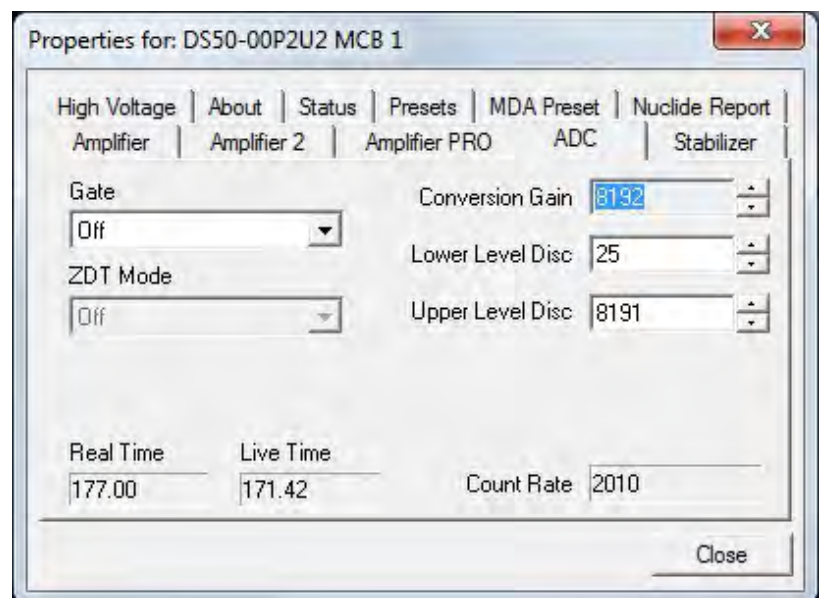 Properties for: DS50-00P2U2 MCB 1
High Voltage About Status Presets MDA Preset Nuclide Report
Amplifier Amplifier 2 Amplifier PRO ADC Stabilizer
Gate
Off
ZDT Mode
Off
Conversion Gain 8192
Lower Level Disc 25
Upper Level Disc 8191
Real Time Live Time
177.00 171.42
Count Rate 2010
Close